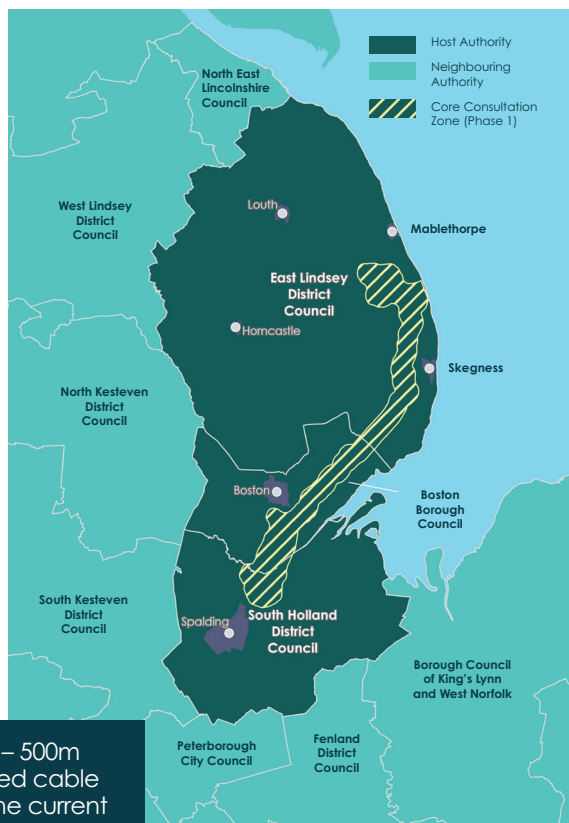 Host Authority
Neighbouring
Authority
Core Consultation
Zone (Phase 1)
North East
Lincolnshire
Council
West Lindsey
District
Council
Louth
Mablethorpe
East Lindsey
District
Council
Horncastle
Skegness
North Kesteven
District
Council
Boston
Boston
Borough
Council
South Kesteven
District
Council
Spalding
South Holland
District
Council
Borough Council
of King's Lynn
and West Norfolk
Peterborough
City Council
Fenland
District
Council
– 500m
ed cable
he current